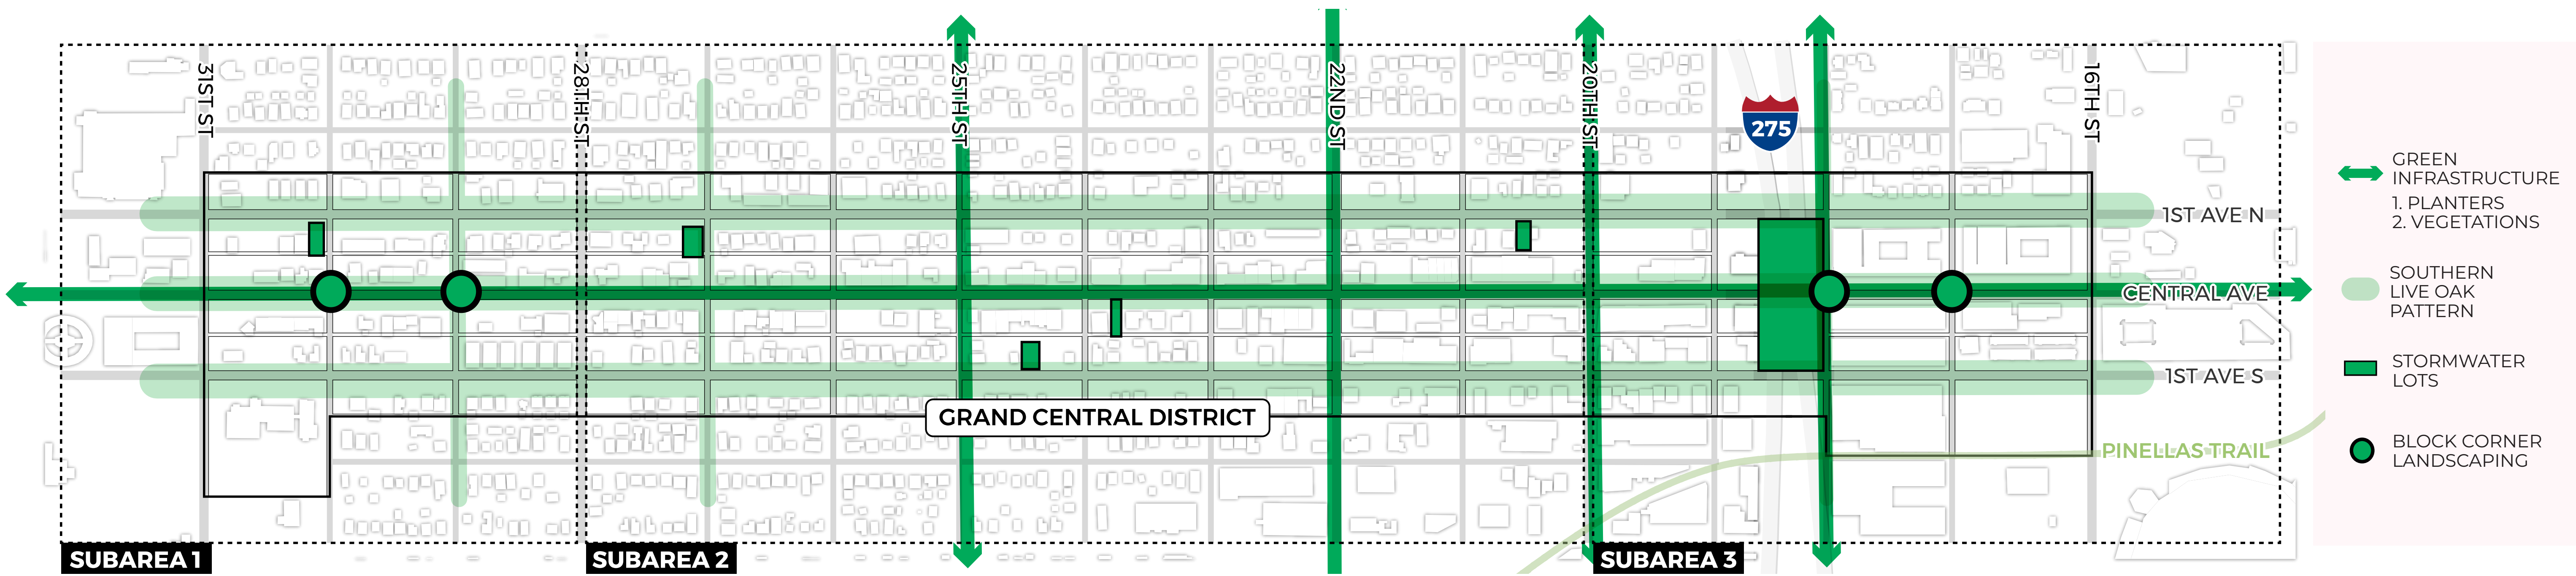 31ST ST
28TH ST
25TH ST
22ND ST
20TH ST
275
16TH ST
1ST AVE N
CENTRAL AVE
1ST AVE S
GRAND CENTRAL DISTRICT
PINELLAS TRAIL
SUBAREA 1
SUBAREA 2
SUBAREA 3
GREEN
INFRASTRUCTURE
1. PLANTERS
2. VEGETATIONS
SOUTHERN
LIVE OAK
PATTERN
STORMWATER
LOTS
BLOCK CORNER
LANDSCAPING